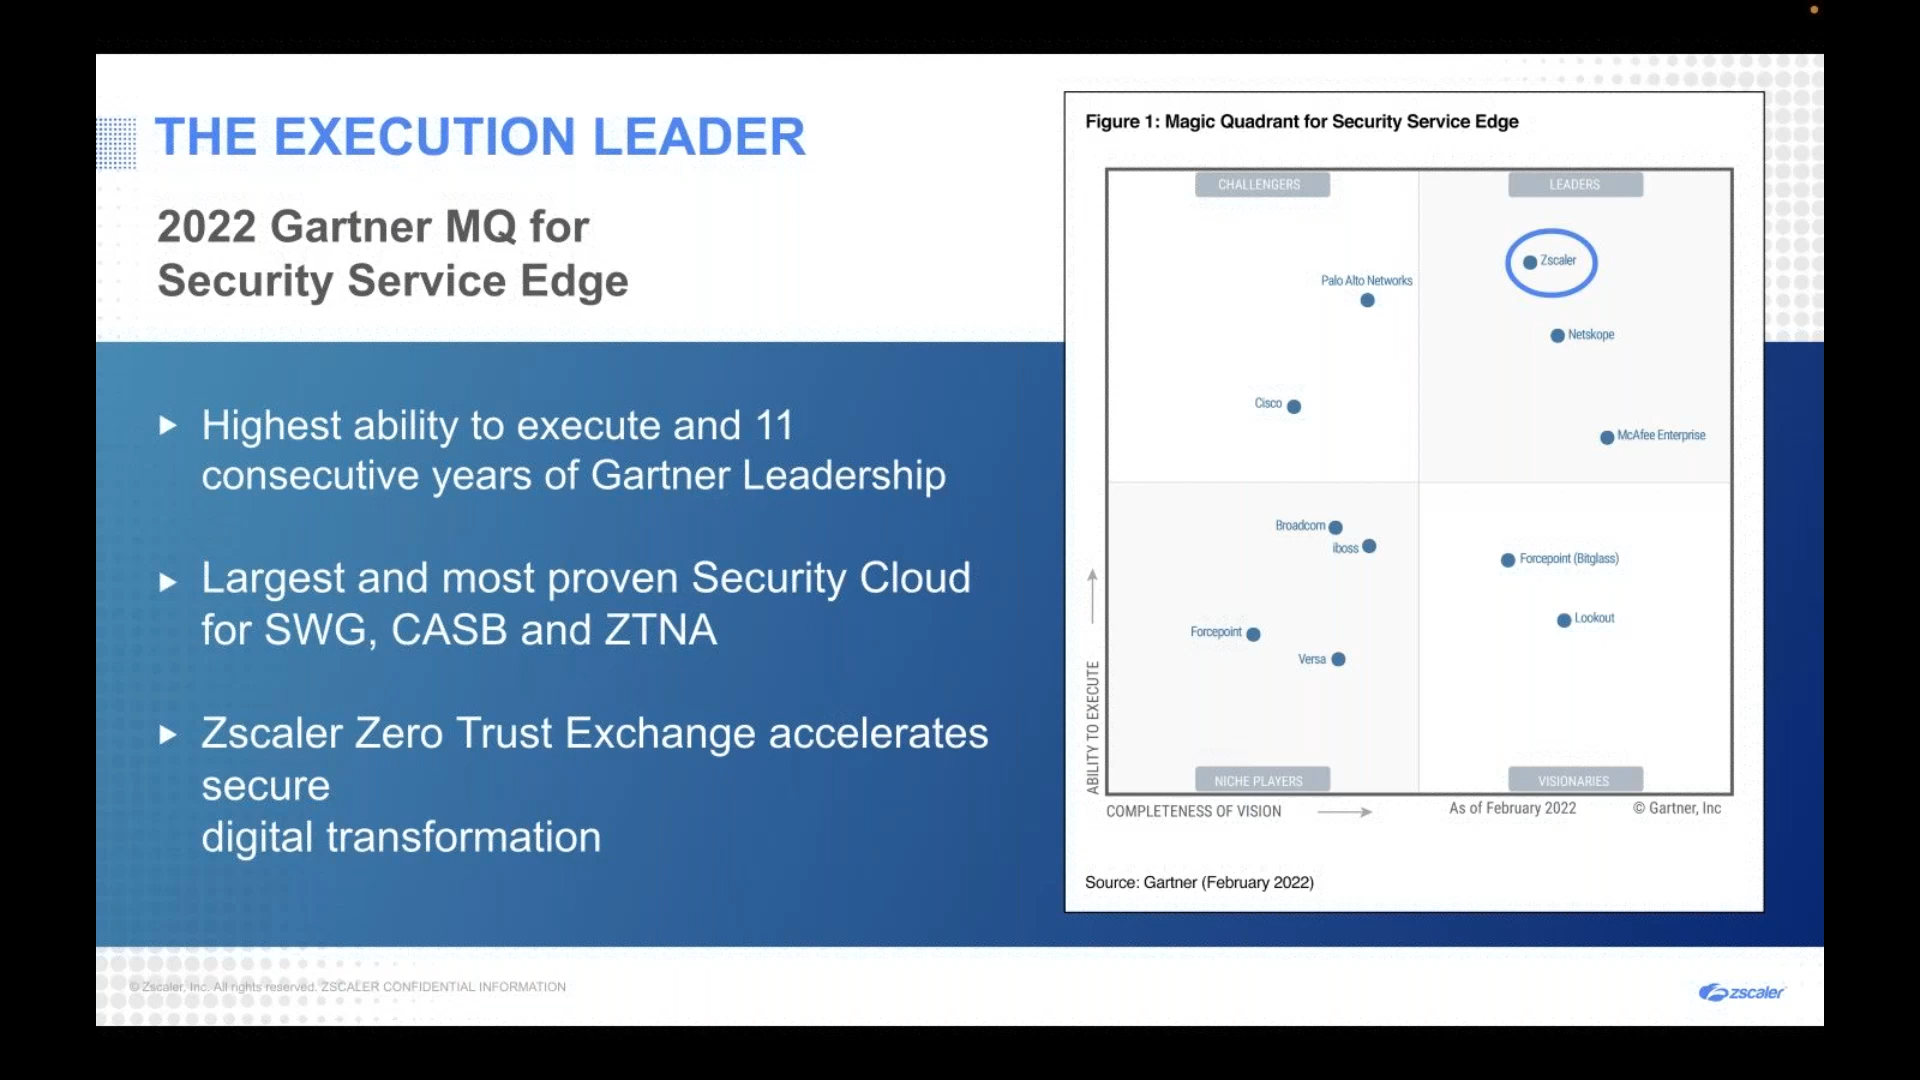 THE EXECUTION LEADER
2022 Gartner MQ for
Security Service Edge
Highest ability to execute and 11
consecutive years of Gartner Leadership
Largest and most proven Security Cloud
for SWG, CASB and ZTNA
Zscaler Zero Trust Exchange accelerates
secure
digital transformation
Figure 1: Magic Quadrant for Security Service Edge
CHALLENGERS
LEADERS
Zscaler
Palo Alto Networks
Netskope
Cisco
McAfee Enterprise
Broadcom
iboss
Forcepoint (Bitglass)
Lookout
Forcepoint
Versa
ABILITY TO EXECUTE
NICHE PLAYERS
VISIONARIES
COMPLETENESS OF VISION
As of February 2022
© Gartner, Inc
Source: Gartner (February 2022)
© Zscaler, Inc. All rights reserved. ZSCALER CONFIDENTIAL INFORMATION
zscaler